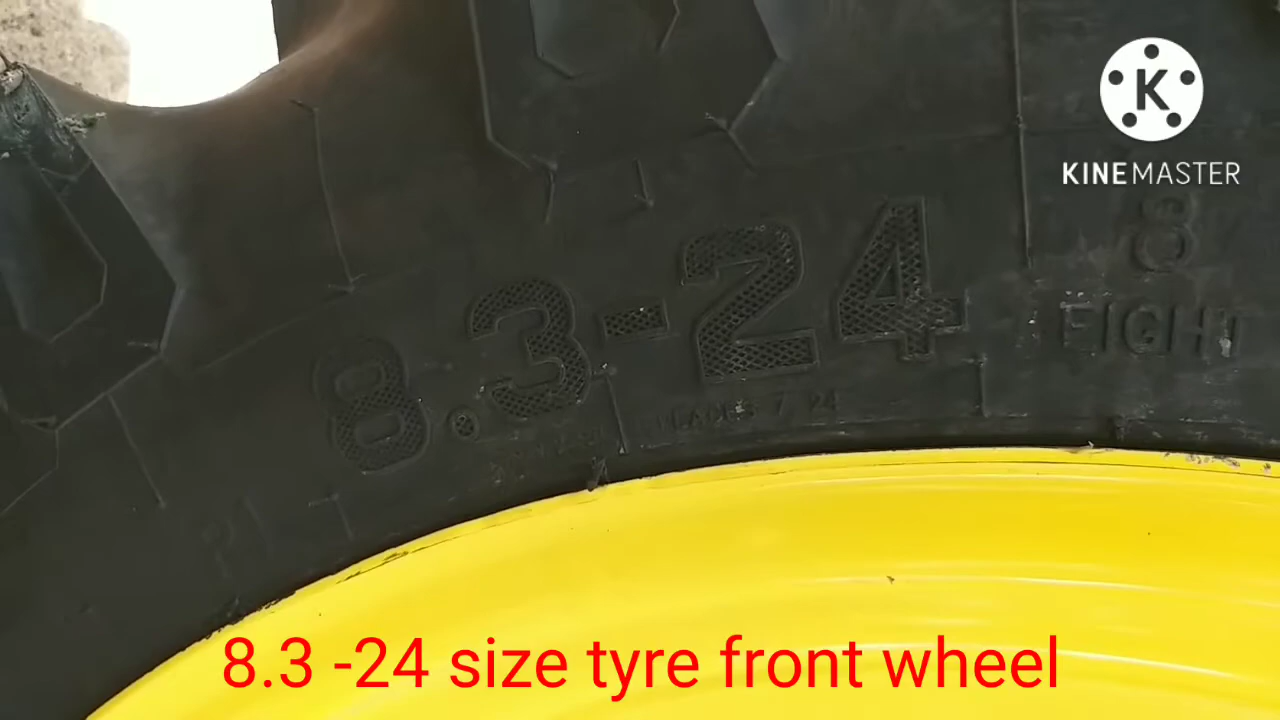 K
KINEMASTER
8
EIGHT
8.3-24
8.3 -24 size tyre front wheel